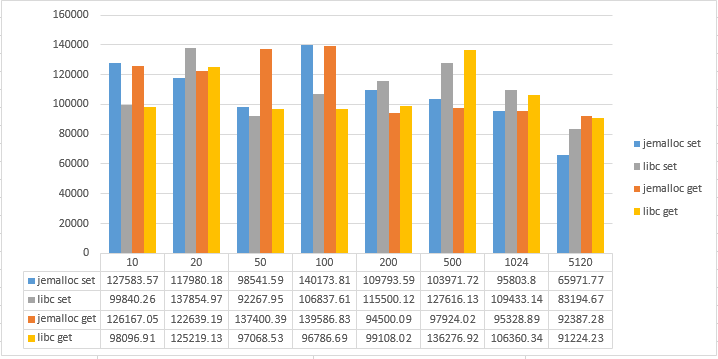 160000
140000
120000
100000
80000
60000
40000
20000
0
jemalloc set
libc set
jemalloc get
libc get
10 20 50 100 200 500 1024 5120
jemalloc set 127583.57 117980.18 98541.59 140173.81 109793.59 103971.72 95803.8 65971.77
libc set 99840.26 137854.97 92267.95 106837.61 115500.12 127616.13 109433.14 83194.67
jemalloc get 126167.05 122639.19 137400.39 139586.83 94500.09 97924.02 95328.89 92387.28
libc get 98096.91 125219.13 97068.53 96786.69 99108.02 136276.92 106360.34 91224.23